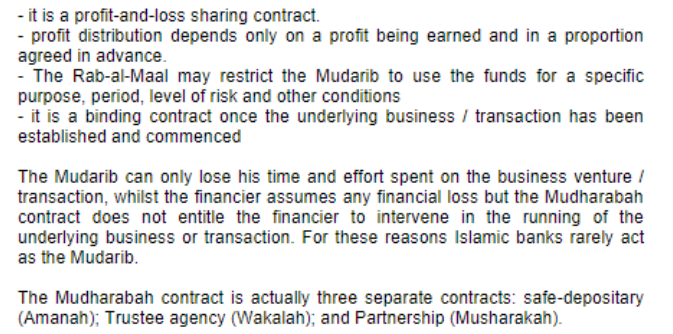 - it is a profit-and-loss sharing contract.
- profit distribution depends only on a profit being earned and in a proportion
agreed in advance.
- The Rab-al-Maal may restrict the Mudarib to use the funds for a specific
purpose, period, level of risk and other conditions
- it is a binding contract once the underlying business / transaction has been
established and commenced
The Mudarib can only lose his time and effort spent on the business venture /
transaction, whilst the financier assumes any financial loss but the Mudharabah
contract does not entitle the financier to intervene in the running of the
underlying business or transaction. For these reasons Islamic banks rarely act
as the Mudarib.
The Mudharabah contract is actually three separate contracts: safe-depositary
(Amanah); Trustee agency (Wakalah); and Partnership (Musharakah).